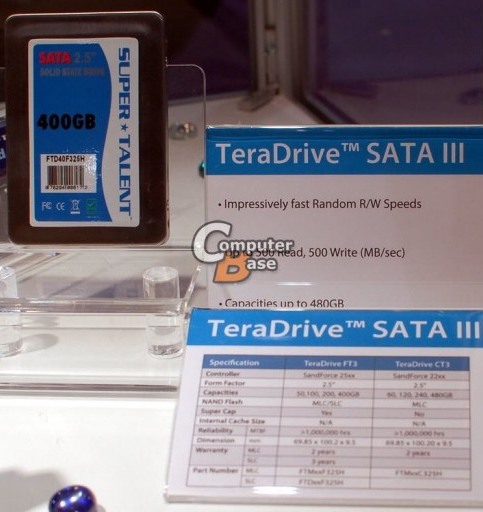 SATA 2.5"
SOLID STATE DRIVE
400GB
FTD40F325H
SUPER★TALENT
FC CE
TeraDrive™ SATA III
• Impressively fast Random R/W Speeds
Up to 500 Read, 500 Write (MB/sec)
• Capacities up to 480GB
Computer
Base
TeraDrive™ SATA III
Specification TeraDrive FT3 TeraDrive CT3
Controller SandForce 25xx SandForce 22xx
Form Factor 2.5" 2.5"
Capacities 50,100, 200, 400GB 60, 120, 240, 480GB
NAND Flash MLC/SLC MLC
Super Cap Yes No
Internal Cache Size N/A N/A
Reliability MTBF >1,000,000 hrs >1,000,000 hrs
Dimension mm 69.85 x 100.2 x 9.5 69.85 x 100.20 x 9.5
Warranty MLC 2 years 2 years
SLC 3 years
Part Number MLC FTMxxF325H FTMxxC325H
SLC FTDxxF325H